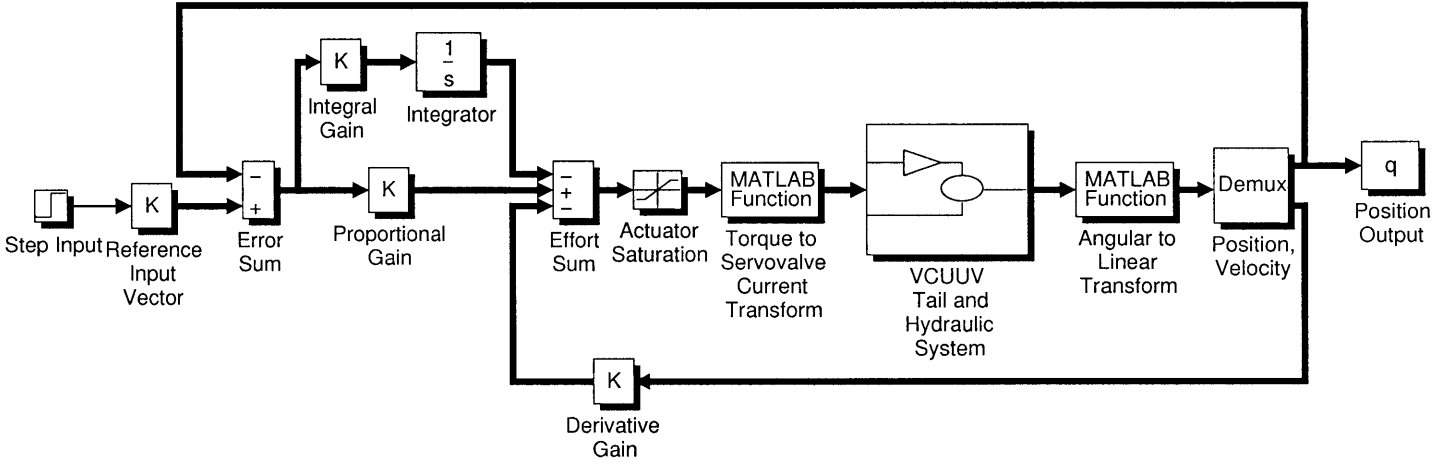 K
1
s
Integral
Gain
Integrator
−
+
K
K
−
+
−
MATLAB
Function
MATLAB
Function
Demux
q
Step Input
Reference
Input
Vector
Error
Sum
Proportional
Gain
Effort
Sum
Actuator
Saturation
Torque to
Servovalve
Current
Transform
VCUUV
Tail and
Hydraulic
System
Angular to
Linear
Transform
Position,
Velocity
Position
Output
K
Derivative
Gain